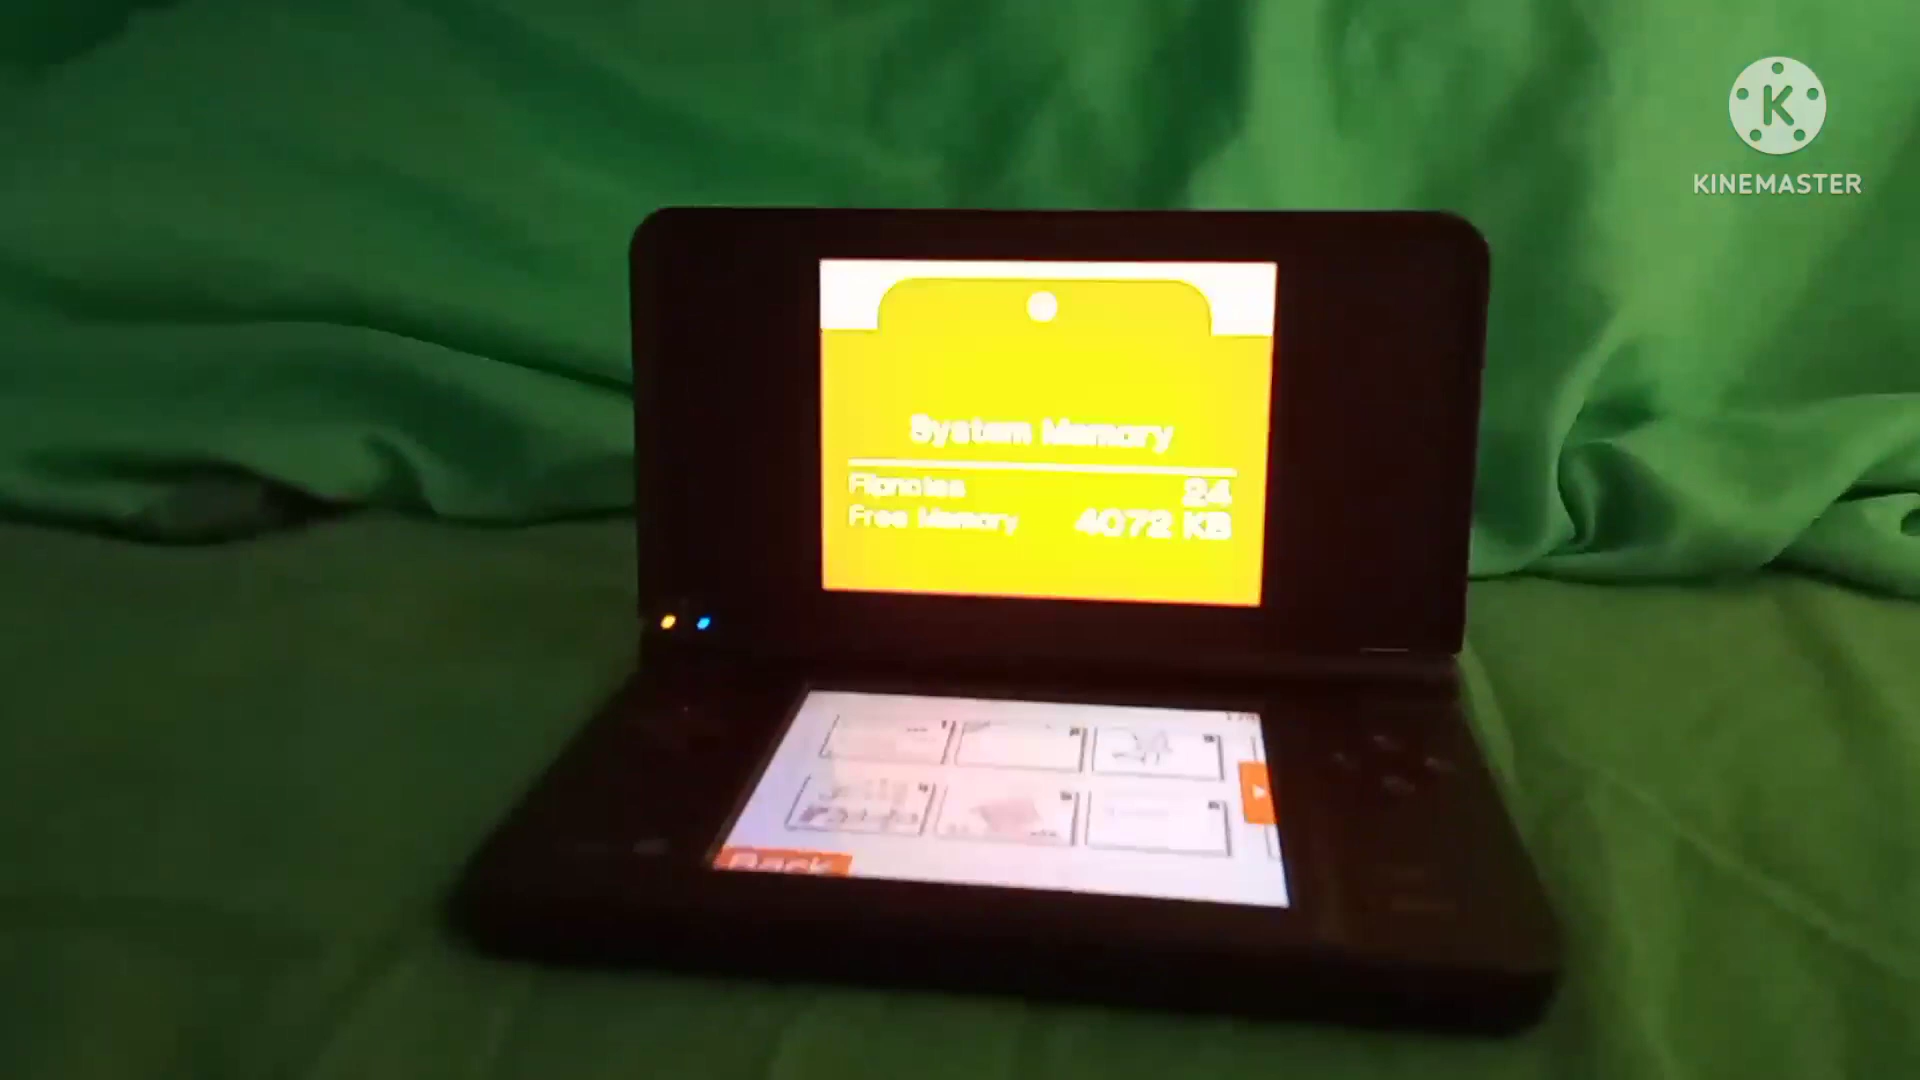 K
KINEMASTER
System Memory
Flipnotes 24
Free Memory 4072 KB
Back